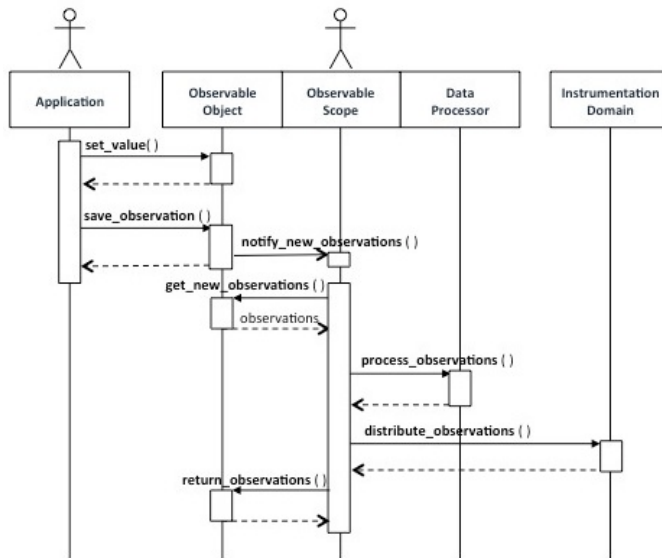 Application
Observable
Object
Observable
Scope
Data
Processor
Instrumentation
Domain
set_value()
save_observation ( )
notify_new_observations ( )
get_new_observations ( )
observations
process_observations ( )
distribute_observations ( )
return_observations ( )